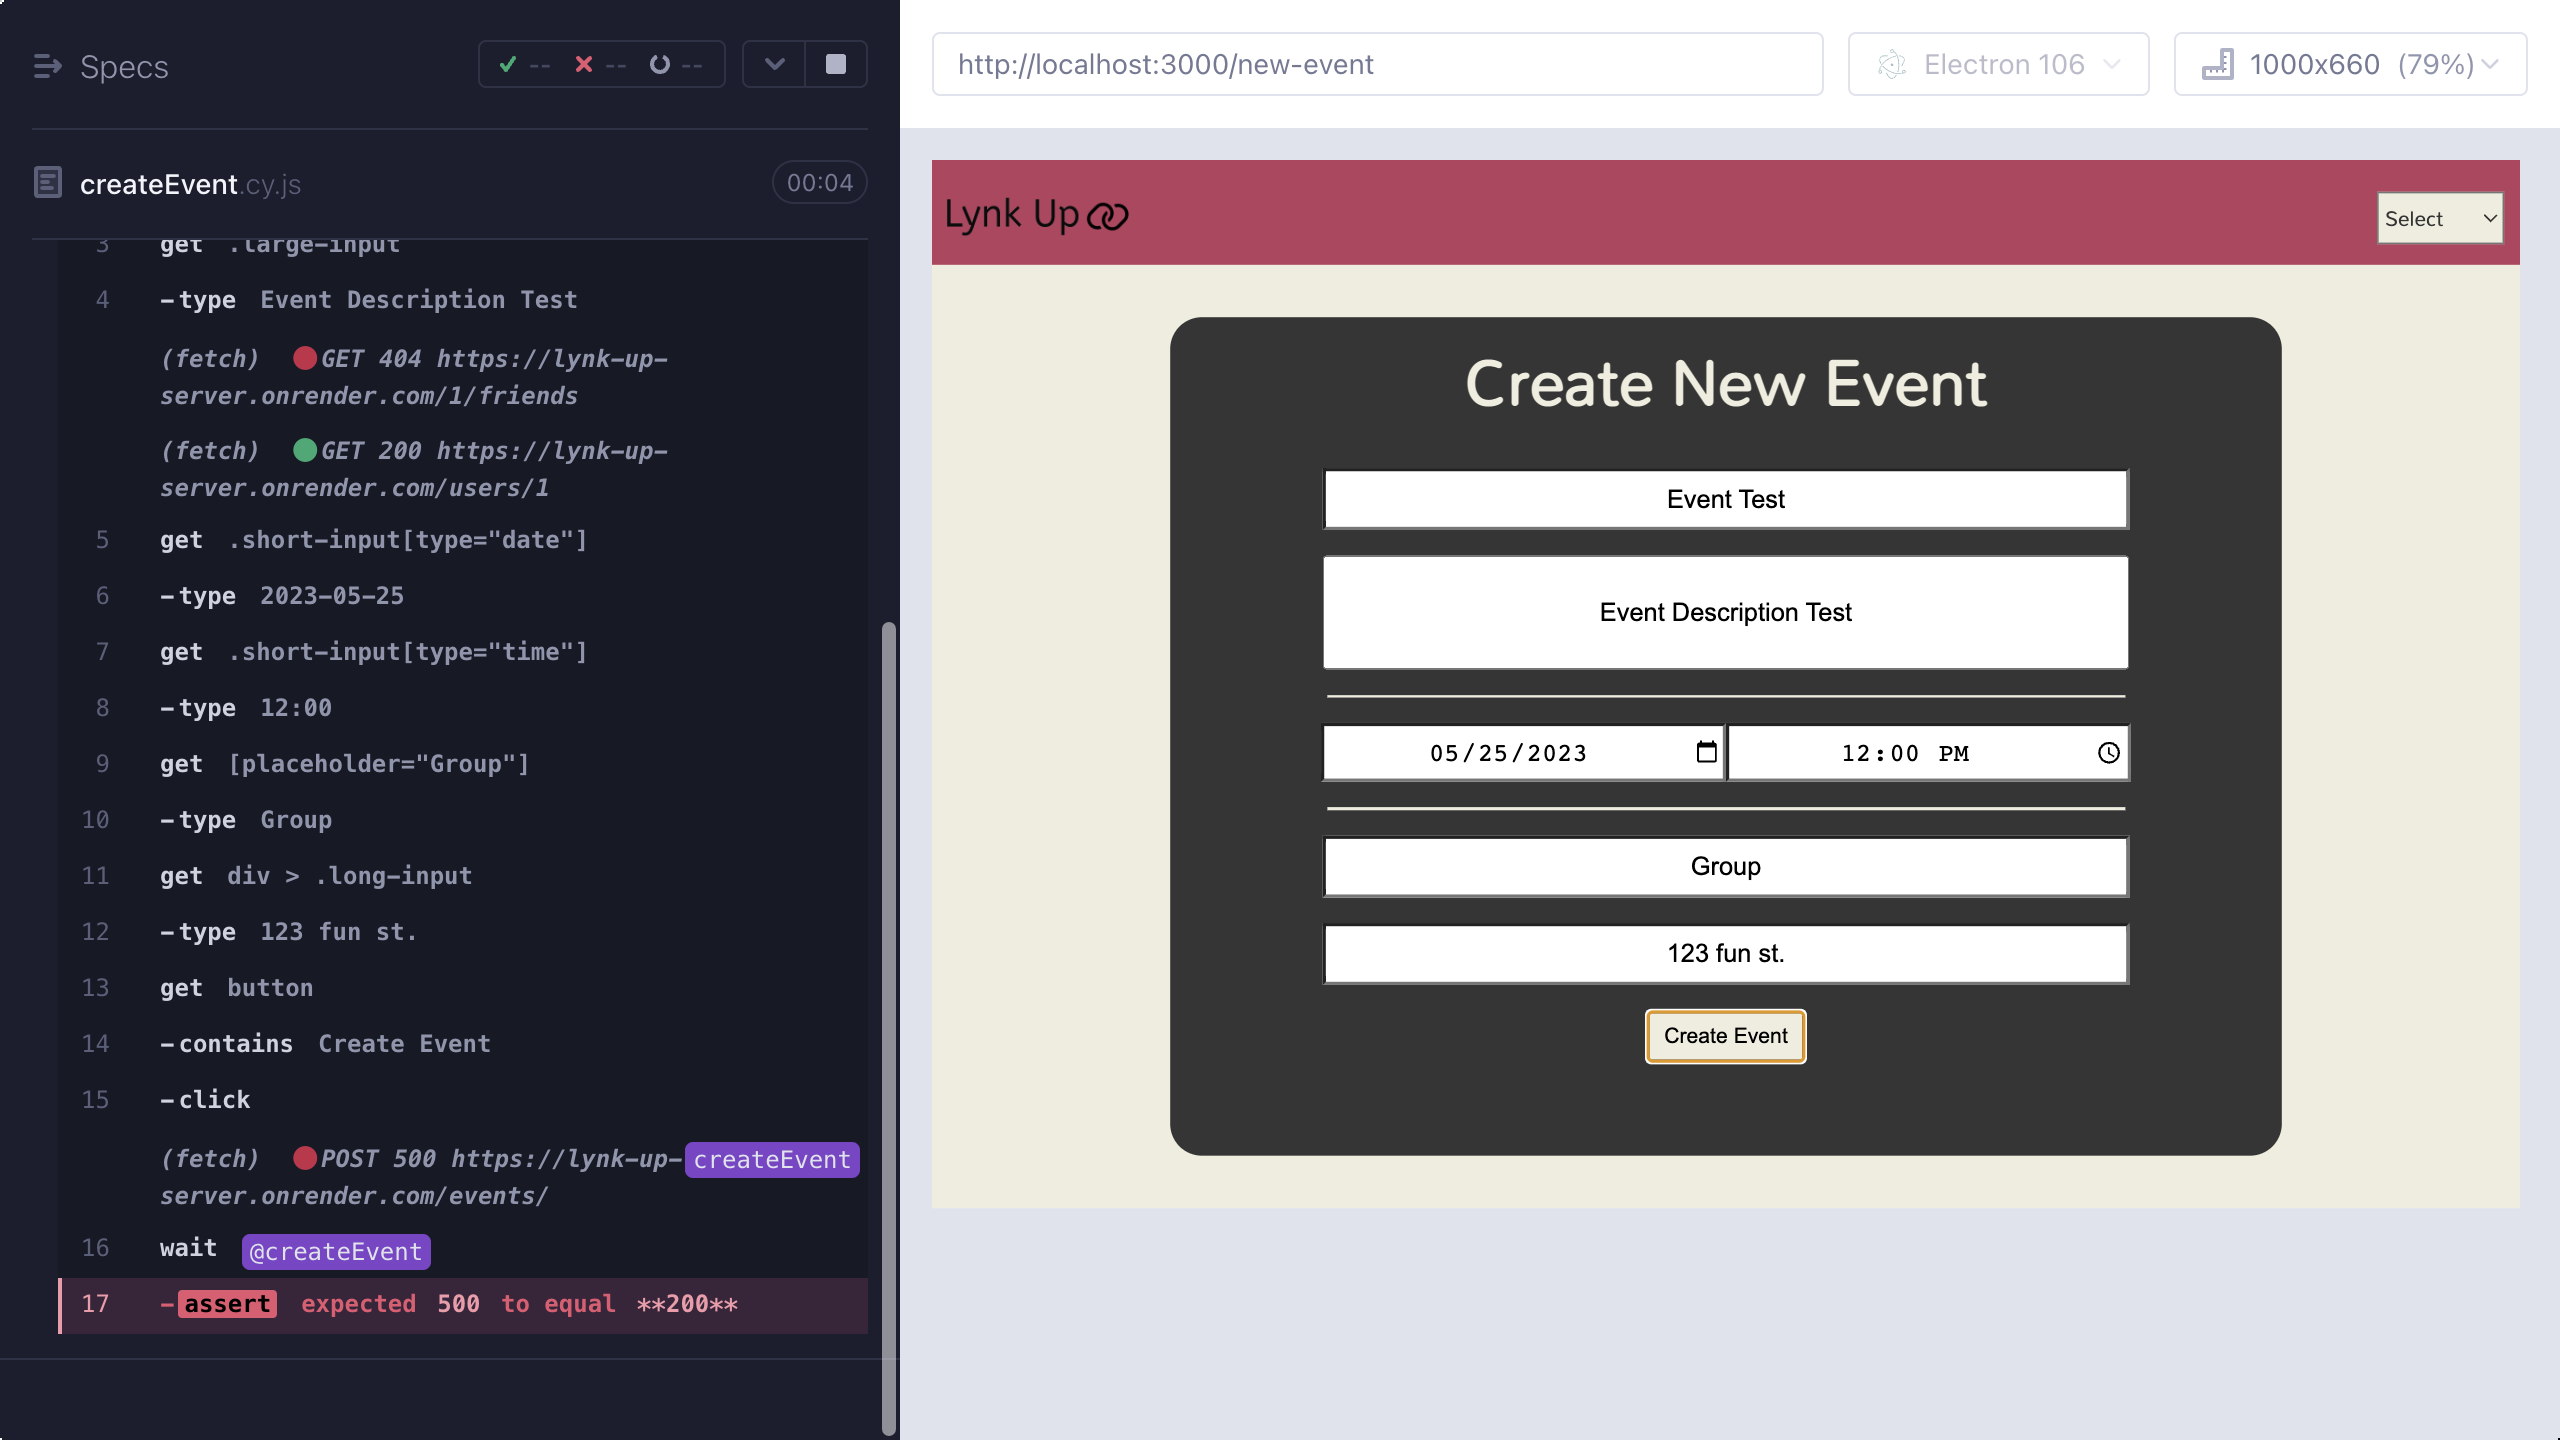 Specs
-- -- --
createEvent.cy.js
00:04
3 get .large-input
4 -type Event Description Test
(fetch) GET 404 https://lynk-up-
server.onrender.com/1/friends
(fetch) GET 200 https://lynk-up-
server.onrender.com/users/1
5 get .short-input[type="date"]
6 -type 2023-05-25
7 get .short-input[type="time"]
8 -type 12:00
9 get [placeholder="Group"]
10 -type Group
11 get div > .long-input
12 -type 123 fun st.
13 get button
14 -contains Create Event
15 -click
(fetch) POST 500 https://lynk-up- createEvent
server.onrender.com/events/
16 wait @createEvent
17 -assert expected 500 to equal **200**
http://localhost:3000/new-event
Electron 106
1000x660 (79%)
Lynk Up
Select
Create New Event
Event Test
Event Description Test
05/25/2023 12:00 PM
Group
123 fun st.
Create Event